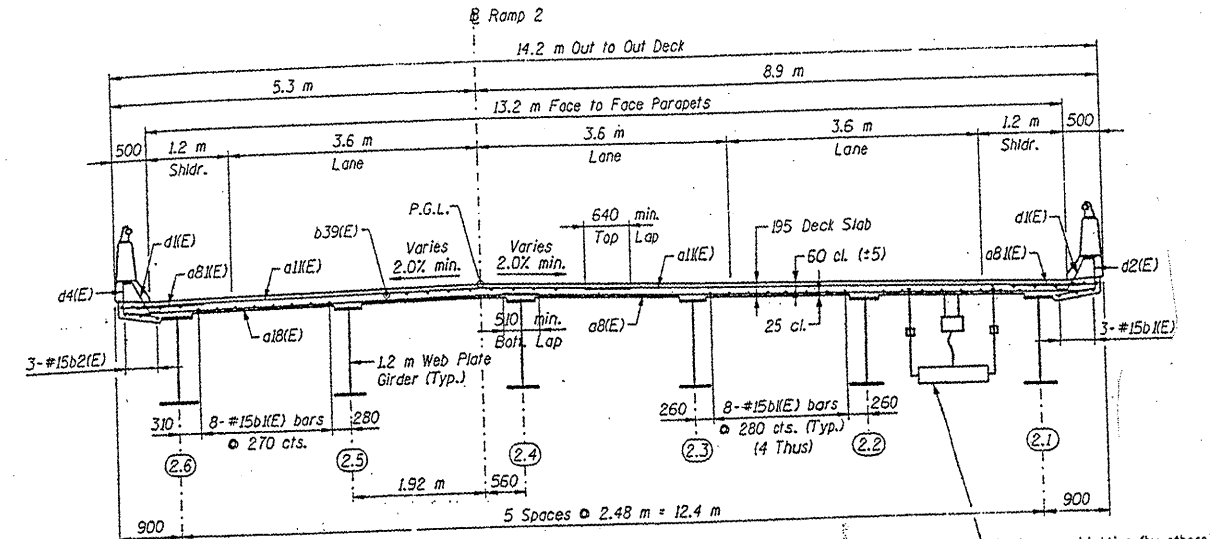 ℄ Ramp 2
14.2 m Out to Out Deck
5.3 m
8.9 m
13.2 m Face to Face Parapets
500
1.2 m
Shldr.
3.6 m
Lane
3.6 m
Lane
3.6 m
Lane
1.2 m
Shldr.
500
P.G.L.
640 min.
Top Lap
195 Deck Slab
d1(E)
b39(E)
Varies
2.0% min.
Varies
2.0% min.
60 cl. (±5)
d1(E)
a81(E)
a11(E)
a11(E)
a81(E)
d4(E)
d2(E)
a18(E)
510 min.
Bott. Lap
a8(E)
25 cl.
3-#15b2(E)
1.2 m Web Plate
Girder (Typ.)
3-#15b1(E)
310
8-#15b1(E) bars
@ 270 cts.
280
260
8-#15b1(E) bars
@ 280 cts. (Typ.)
(4 Thus)
260
2.6
2.5
2.4
2.3
2.2
2.1
1.92 m
560
900
5 Spaces @ 2.48 m = 12.4 m
900